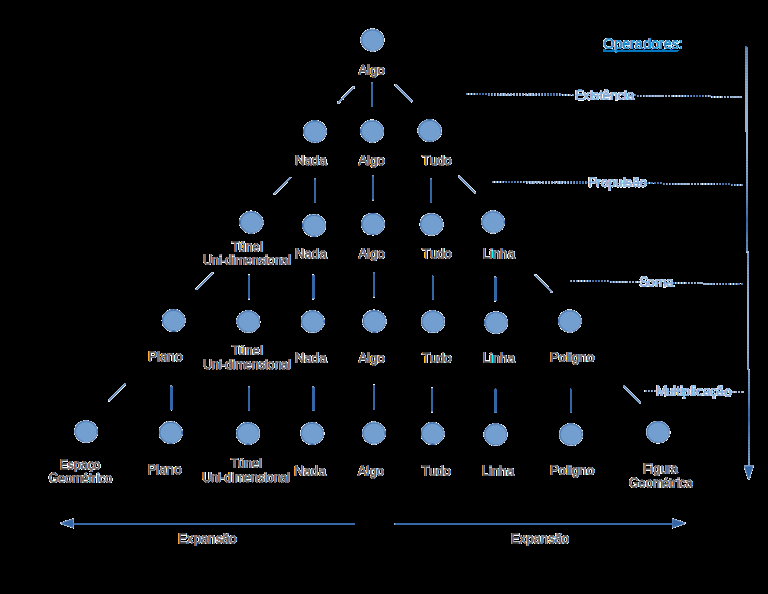 Operadores:
Algo
Existência
Nada Algo Tudo
Propulsão
Túnel
Uni-dimensional Nada Algo Tudo Linha
Soma
Plano Túnel
Uni-dimensional Nada Algo Tudo Linha Polígno
Multiplicação
Espaço
Geométrico Plano Túnel
Uni-dimensional Nada Algo Tudo Linha Polígno Figura
Geométrica
Expansão Expansão